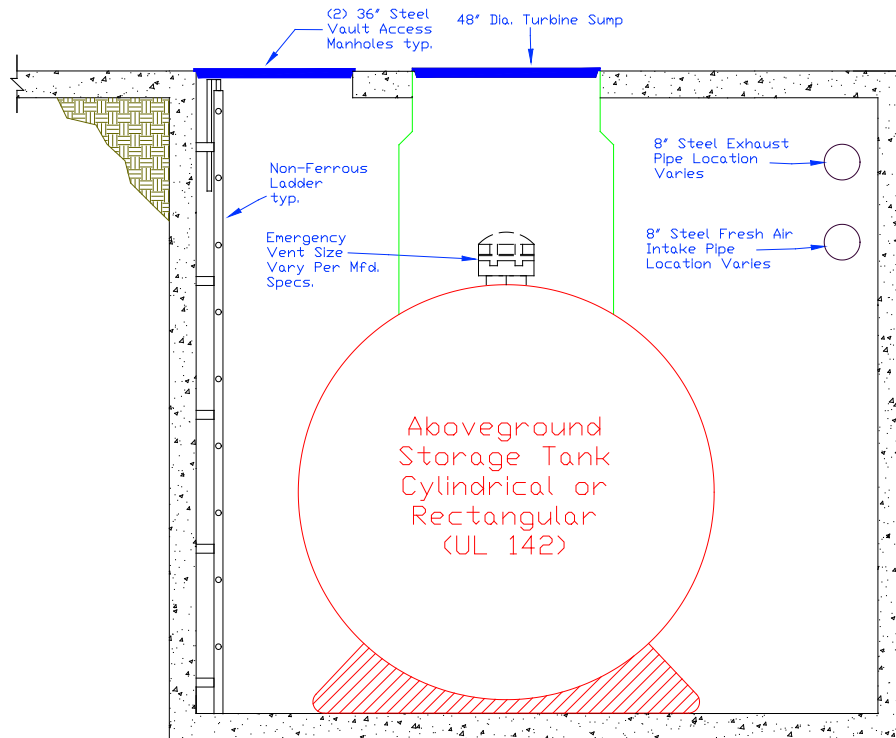 (2) 36" Steel
Vault Access
Manholes typ.
48" Dia. Turbine Sump
8" Steel Exhaust
Pipe Location
Varies
Non-Ferrous
Ladder
typ.
8" Steel Fresh Air
Intake Pipe
Location Varies
Emergency
Vent Size
Vary Per Mfd.
Specs.
Aboveground
Storage Tank
Cylindrical or
Rectangular
(UL 142)